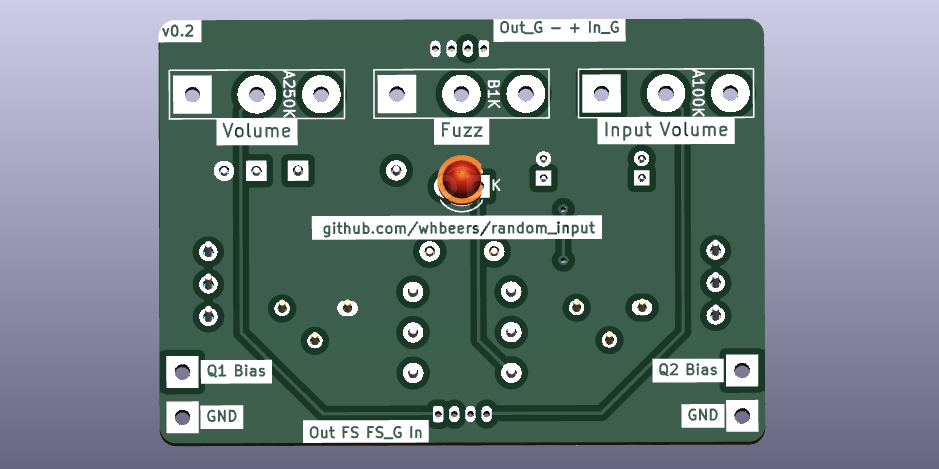 v0.2
Out_G - + In_G
A250K
B1K
A100K
Volume
Fuzz
Input Volume
K
github.com/whbeers/random_input
Q1 Bias
Q2 Bias
GND
GND
Out FS FS_G In